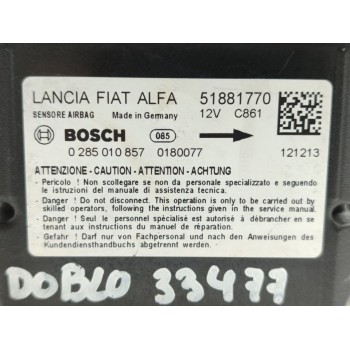 LANCIA FIAT ALFA 51881770
SENSORE AIRBAG Made in Germany 12V C861
BOSCH 085
0 285 010 857 0180077 121213
ATTENZIONE - CAUTION - ATTENTION - ACHTUNG
- Pericolo ! Non scollegare se non da personale specializzato e seguendo
le istruzioni del manuale di assistenza tecnica.
- Danger ! Do not disconnect. This operation is only to be carried out by
skilled personnel, following the instructions given in the service manual.
- Danger ! Seul le personnel spécialisé est autorisé à débrancher en se
tenant aux instructions du manuel de réparation.
- Gefahr ! Darf nur von Fachpersonal und nach den Anweisungen des
Kundendiensthandbuchs abgetrennt werden.
DOBLO 33477